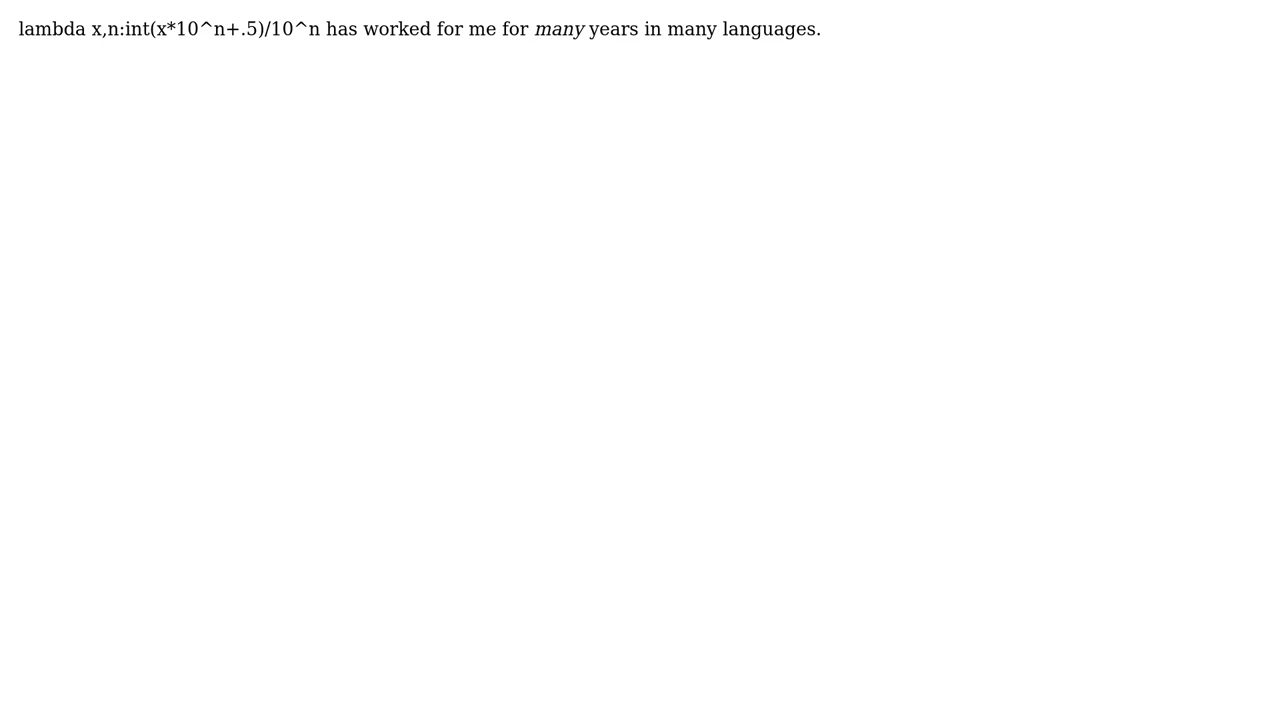 lambda x,n:int(x*10^n+.5)/10^n has worked for me for many years in many languages.